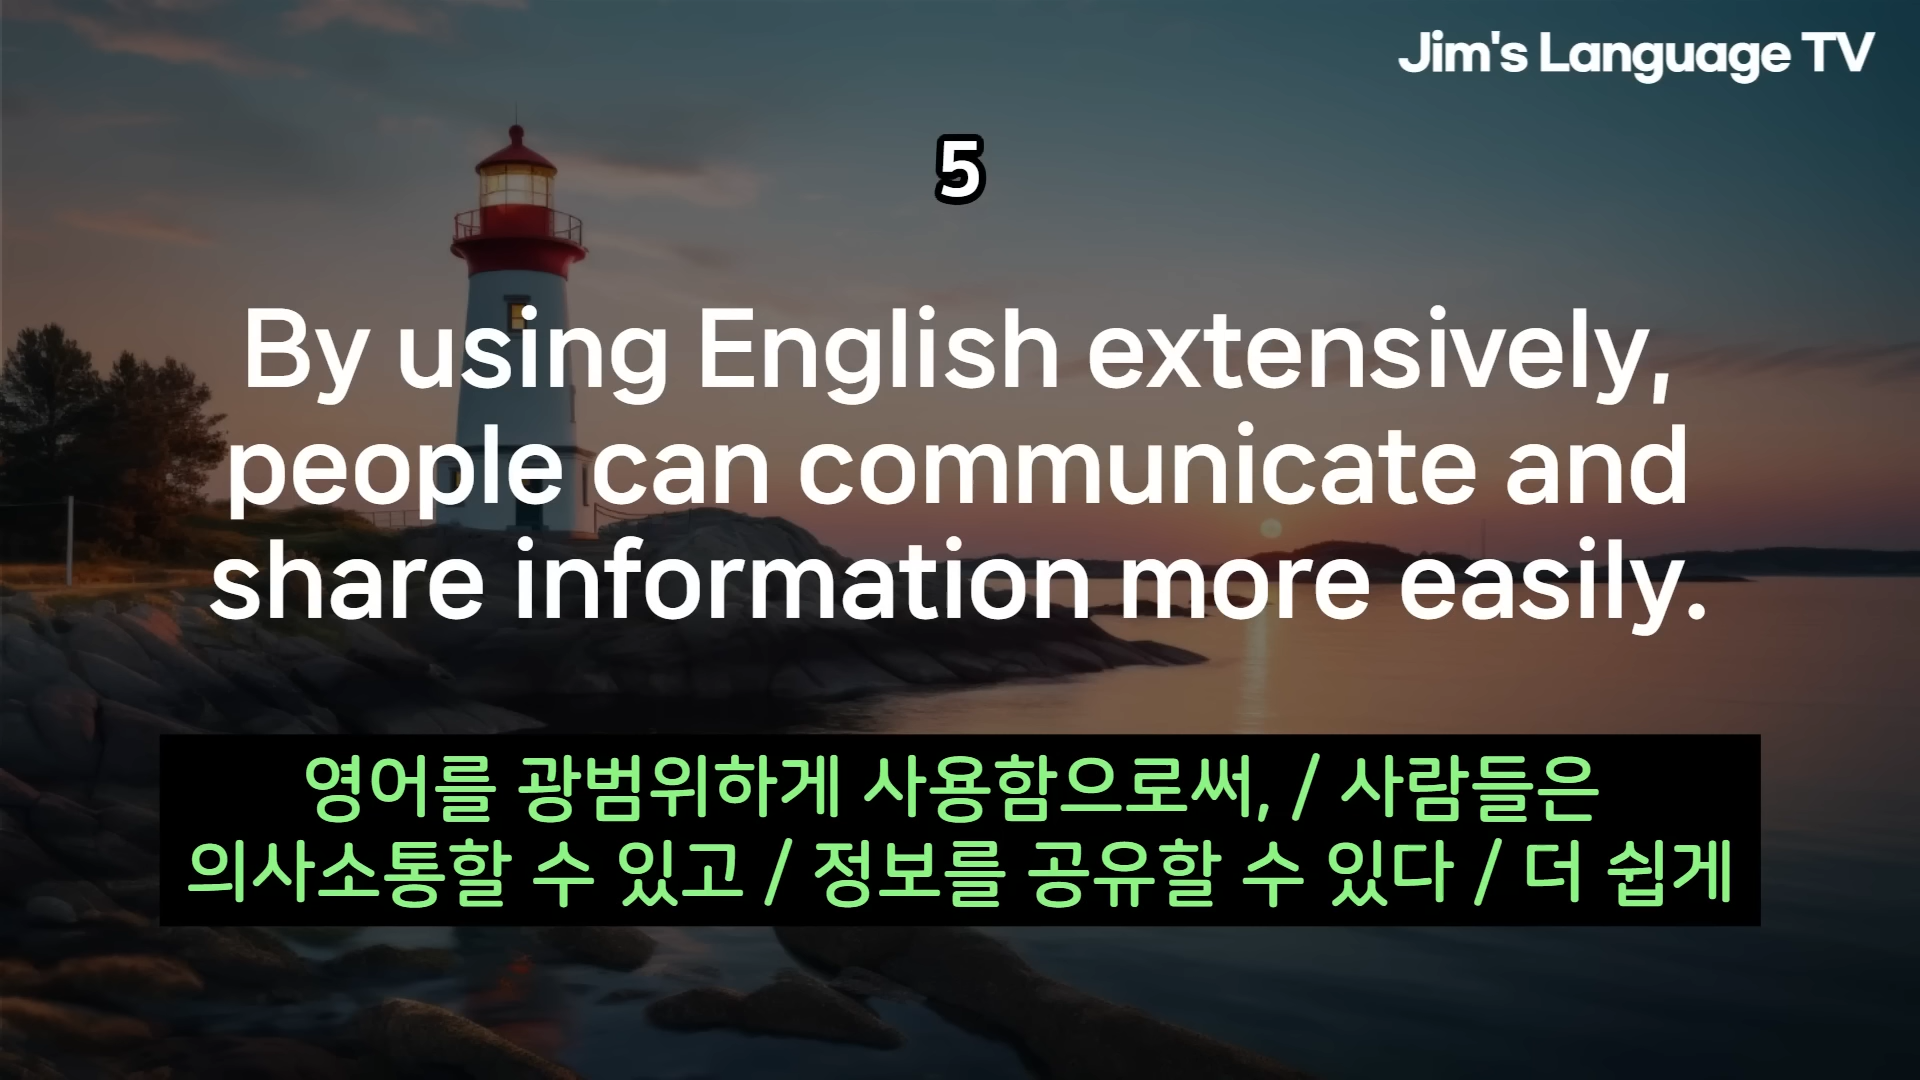 Jim's Language TV
5
By using English extensively,
people can communicate and
share information more easily.
영어를 광범위하게 사용함으로써, / 사람들은
의사소통할 수 있고 / 정보를 공유할 수 있다 / 더 쉽게